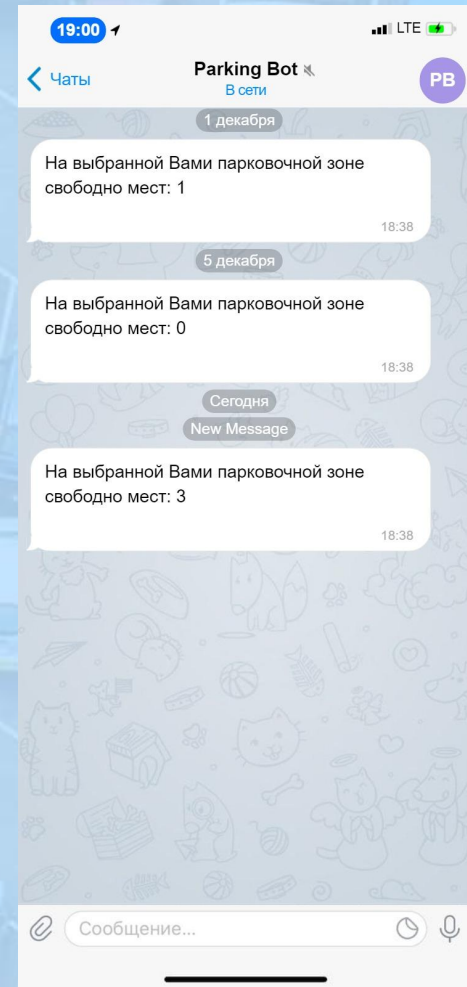 19:00 LTE
Чаты
Parking Bot
В сети
PB
1 декабря
На выбранной Вами парковочной зоне
свободно мест: 1
18:38
5 декабря
На выбранной Вами парковочной зоне
свободно мест: 0
18:38
Сегодня
New Message
На выбранной Вами парковочной зоне
свободно мест: 3
18:38
Сообщение...